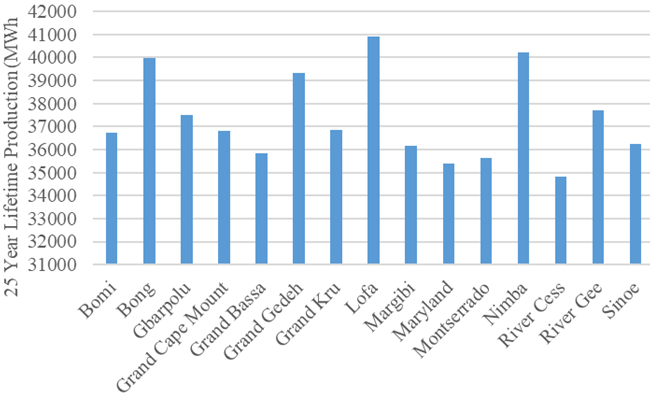 25 Year Lifetime Production (MWh
42000
41000
40000
39000
38000
37000
36000
35000
34000
33000
32000
31000
Bomi
Bong
Gbarpolu
Grand Cape Mount
Grand Bassa
Grand Gedeh
Grand Kru
Lofa
Margibi
Maryland
Montserrado
Nimba
River Cess
River Gee
Sinoe